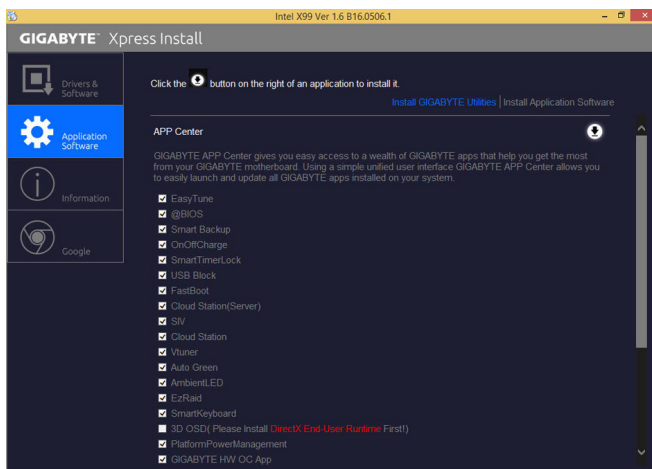 Intel X99 Ver 1.6 B16.0506.1
GIGABYTE™ Xpress Install
Drivers &
Software
Application
Software
Information
Google
Click the button on the right of an application to install it.
Install GIGABYTE Utilities | Install Application Software
APP Center
GIGABYTE APP Center gives you easy access to a wealth of GIGABYTE apps that help you get the most
from your GIGABYTE motherboard. Using a simple unified user interface GIGABYTE APP Center allows you
to easily launch and update all GIGABYTE apps installed on your system.
EasyTune
@BIOS
Smart Backup
OnOffCharge
SmartTimerLock
USB Block
FastBoot
Cloud Station(Server)
SIV
Cloud Station
Vtuner
Auto Green
AmbientLED
EzRaid
SmartKeyboard
3D OSD( Please Install DirectX End-User Runtime First!)
PlatformPowerManagement
GIGABYTE HW OC App